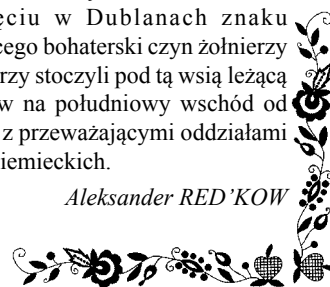 ęciu w Dublanach znaku
cego bohaterski czyn żołnierzy
rzy stoczyli pod tą wsią leżącą
w na południowy wschód od
z przeważającymi oddziałami
iemieckich.
Aleksander RED’KOW